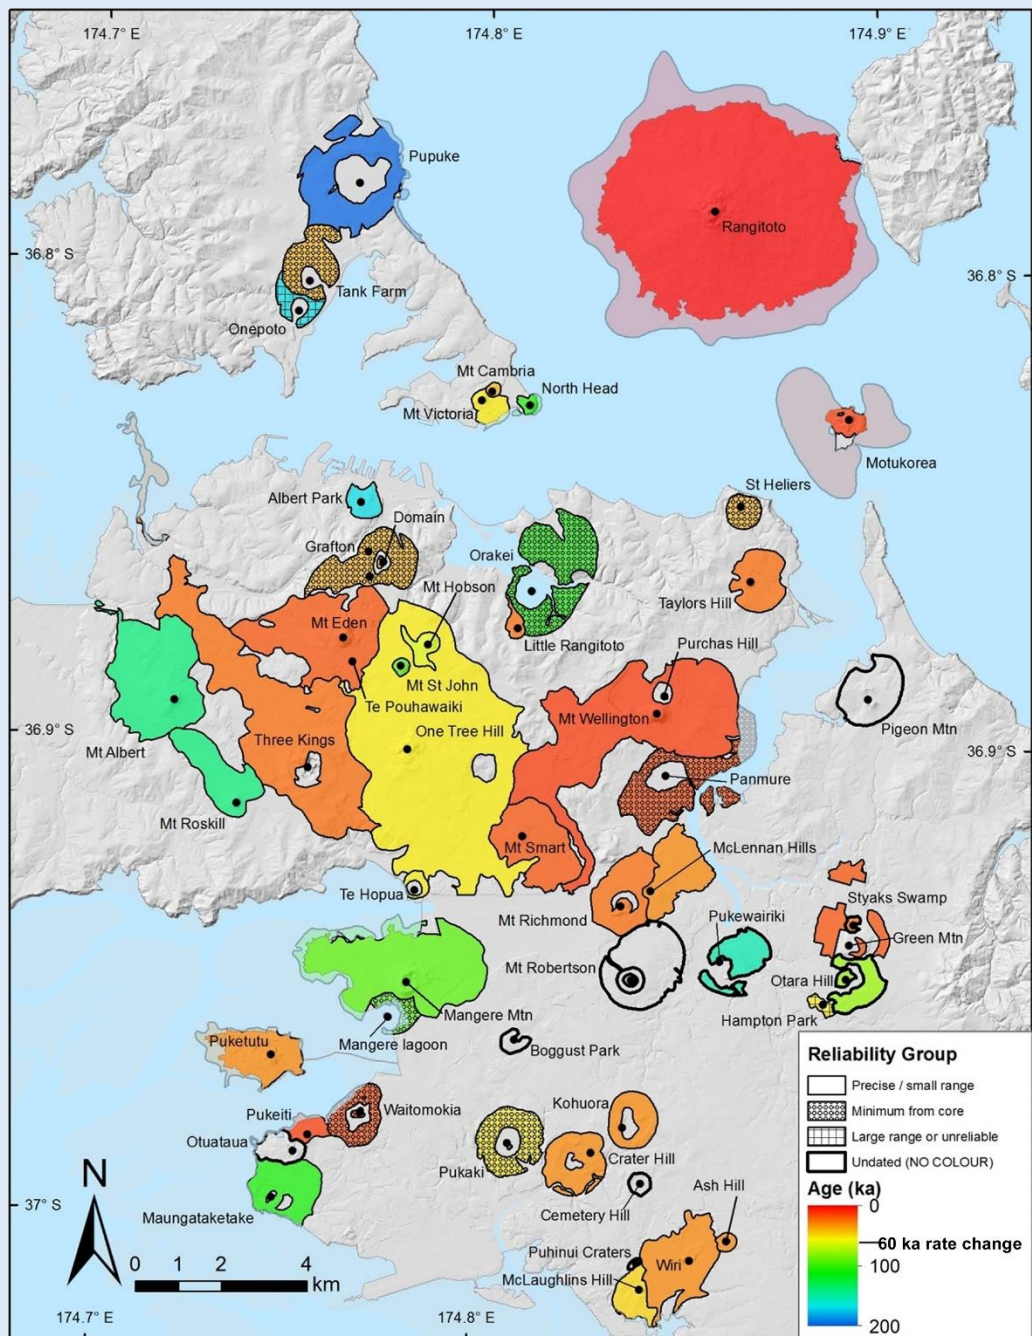 174.7° E
174.8° E
174.9° E
Pupuke
Rangitoto
36.8° S
36.8° S
Tank Farm
Onepoto
Mt Cambria
North Head
Mt Victoria
Motukorea
St Heliers
Albert Park
Domain
Grafton
Orakei
Mt Hobson
Taylors Hill
Mt Eden
Little Rangitoto
Purchas Hill
Mt St John
Te Pouhawaiki
Mt Wellington
Pigeon Mtn
36.9° S
One Tree Hill
Three Kings
36.9° S
Mt Albert
Panmure
Mt Roskill
Mt Smart
McLennan Hills
Te Hopua
Styaks Swamp
Mt Richmond
Pukewairiki
Green Mtn
Mt Robertson
Otara Hill
Mangere Mtn
Hampton Park
Mangere lagoon
Puketutu
Boggust Park
Kohuora
Pukeiti
Waitomokia
Otuataua
Crater Hill
Pukaki
Ash Hill
37° S
Maungataketake
Cemetery Hill
Puhinui Craters
Wiri
McLaughlins Hill
N
0 1 2 4
km
174.7° E
174.8° E
Reliability Group
Precise / small range
Minimum from core
Large range or unreliable
Undated (NO COLOUR)
Age (ka)
0
60 ka rate change
100
200